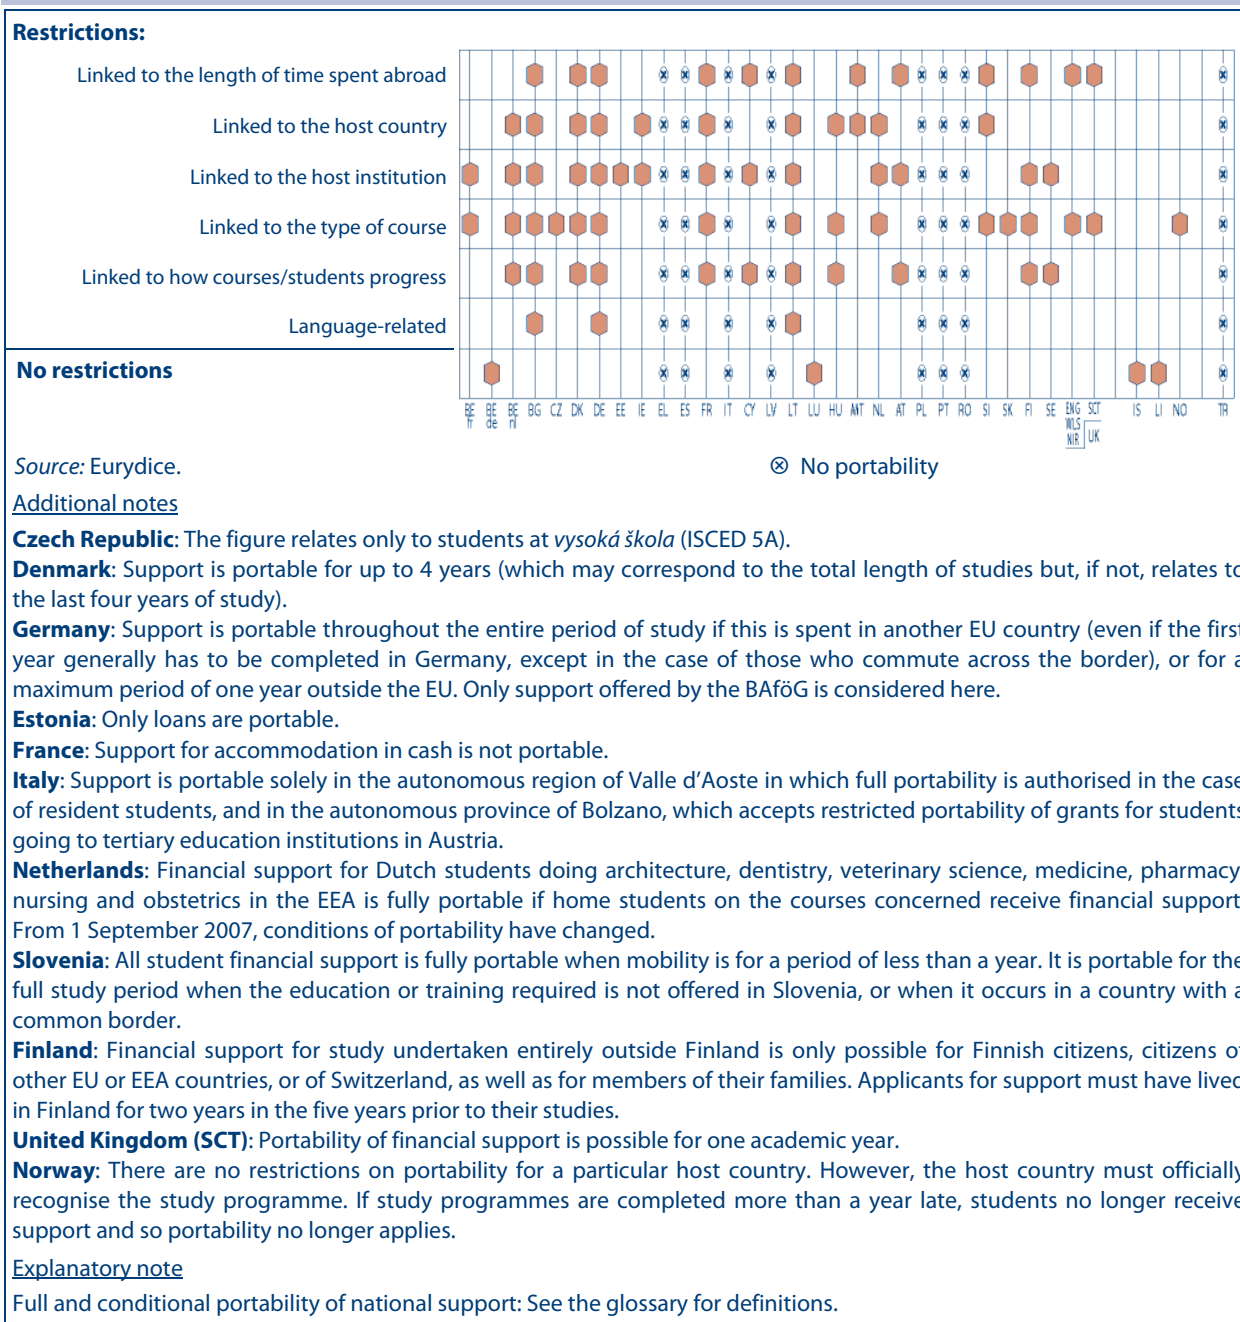 Restrictions:
Linked to the length of time spent abroad
Linked to the host country
Linked to the host institution
Linked to the type of course
Linked to how courses/students progress
Language-related
No restrictions
BE fr BE de BE nl BG CZ DK DE EE IE EL ES FR IT CY LV LT LU HU MT NL AT PL PT RO SI SK FI SE ENG WLS NIR SCT UK IS LI NO TR
Source: Eurydice.
⊗ No portability
Additional notes
Czech Republic: The figure relates only to students at vysoká škola (ISCED 5A).
Denmark: Support is portable for up to 4 years (which may correspond to the total length of studies but, if not, relates to
the last four years of study).
Germany: Support is portable throughout the entire period of study if this is spent in another EU country (even if the first
year generally has to be completed in Germany, except in the case of those who commute across the border), or for a
maximum period of one year outside the EU. Only support offered by the BAföG is considered here.
Estonia: Only loans are portable.
France: Support for accommodation in cash is not portable.
Italy: Support is portable solely in the autonomous region of Valle d'Aoste in which full portability is authorised in the case
of resident students, and in the autonomous province of Bolzano, which accepts restricted portability of grants for students
going to tertiary education institutions in Austria.
Netherlands: Financial support for Dutch students doing architecture, dentistry, veterinary science, medicine, pharmacy
nursing and obstetrics in the EEA is fully portable if home students on the courses concerned receive financial support
From 1 September 2007, conditions of portability have changed.
Slovenia: All student financial support is fully portable when mobility is for a period of less than a year. It is portable for the
full study period when the education or training required is not offered in Slovenia, or when it occurs in a country with a
common border.
Finland: Financial support for study undertaken entirely outside Finland is only possible for Finnish citizens, citizens of
other EU or EEA countries, or of Switzerland, as well as for members of their families. Applicants for support must have lived
in Finland for two years in the five years prior to their studies.
United Kingdom (SCT): Portability of financial support is possible for one academic year.
Norway: There are no restrictions on portability for a particular host country. However, the host country must officially
recognise the study programme. If study programmes are completed more than a year late, students no longer receive
support and so portability no longer applies.
Explanatory note
Full and conditional portability of national support: See the glossary for definitions.